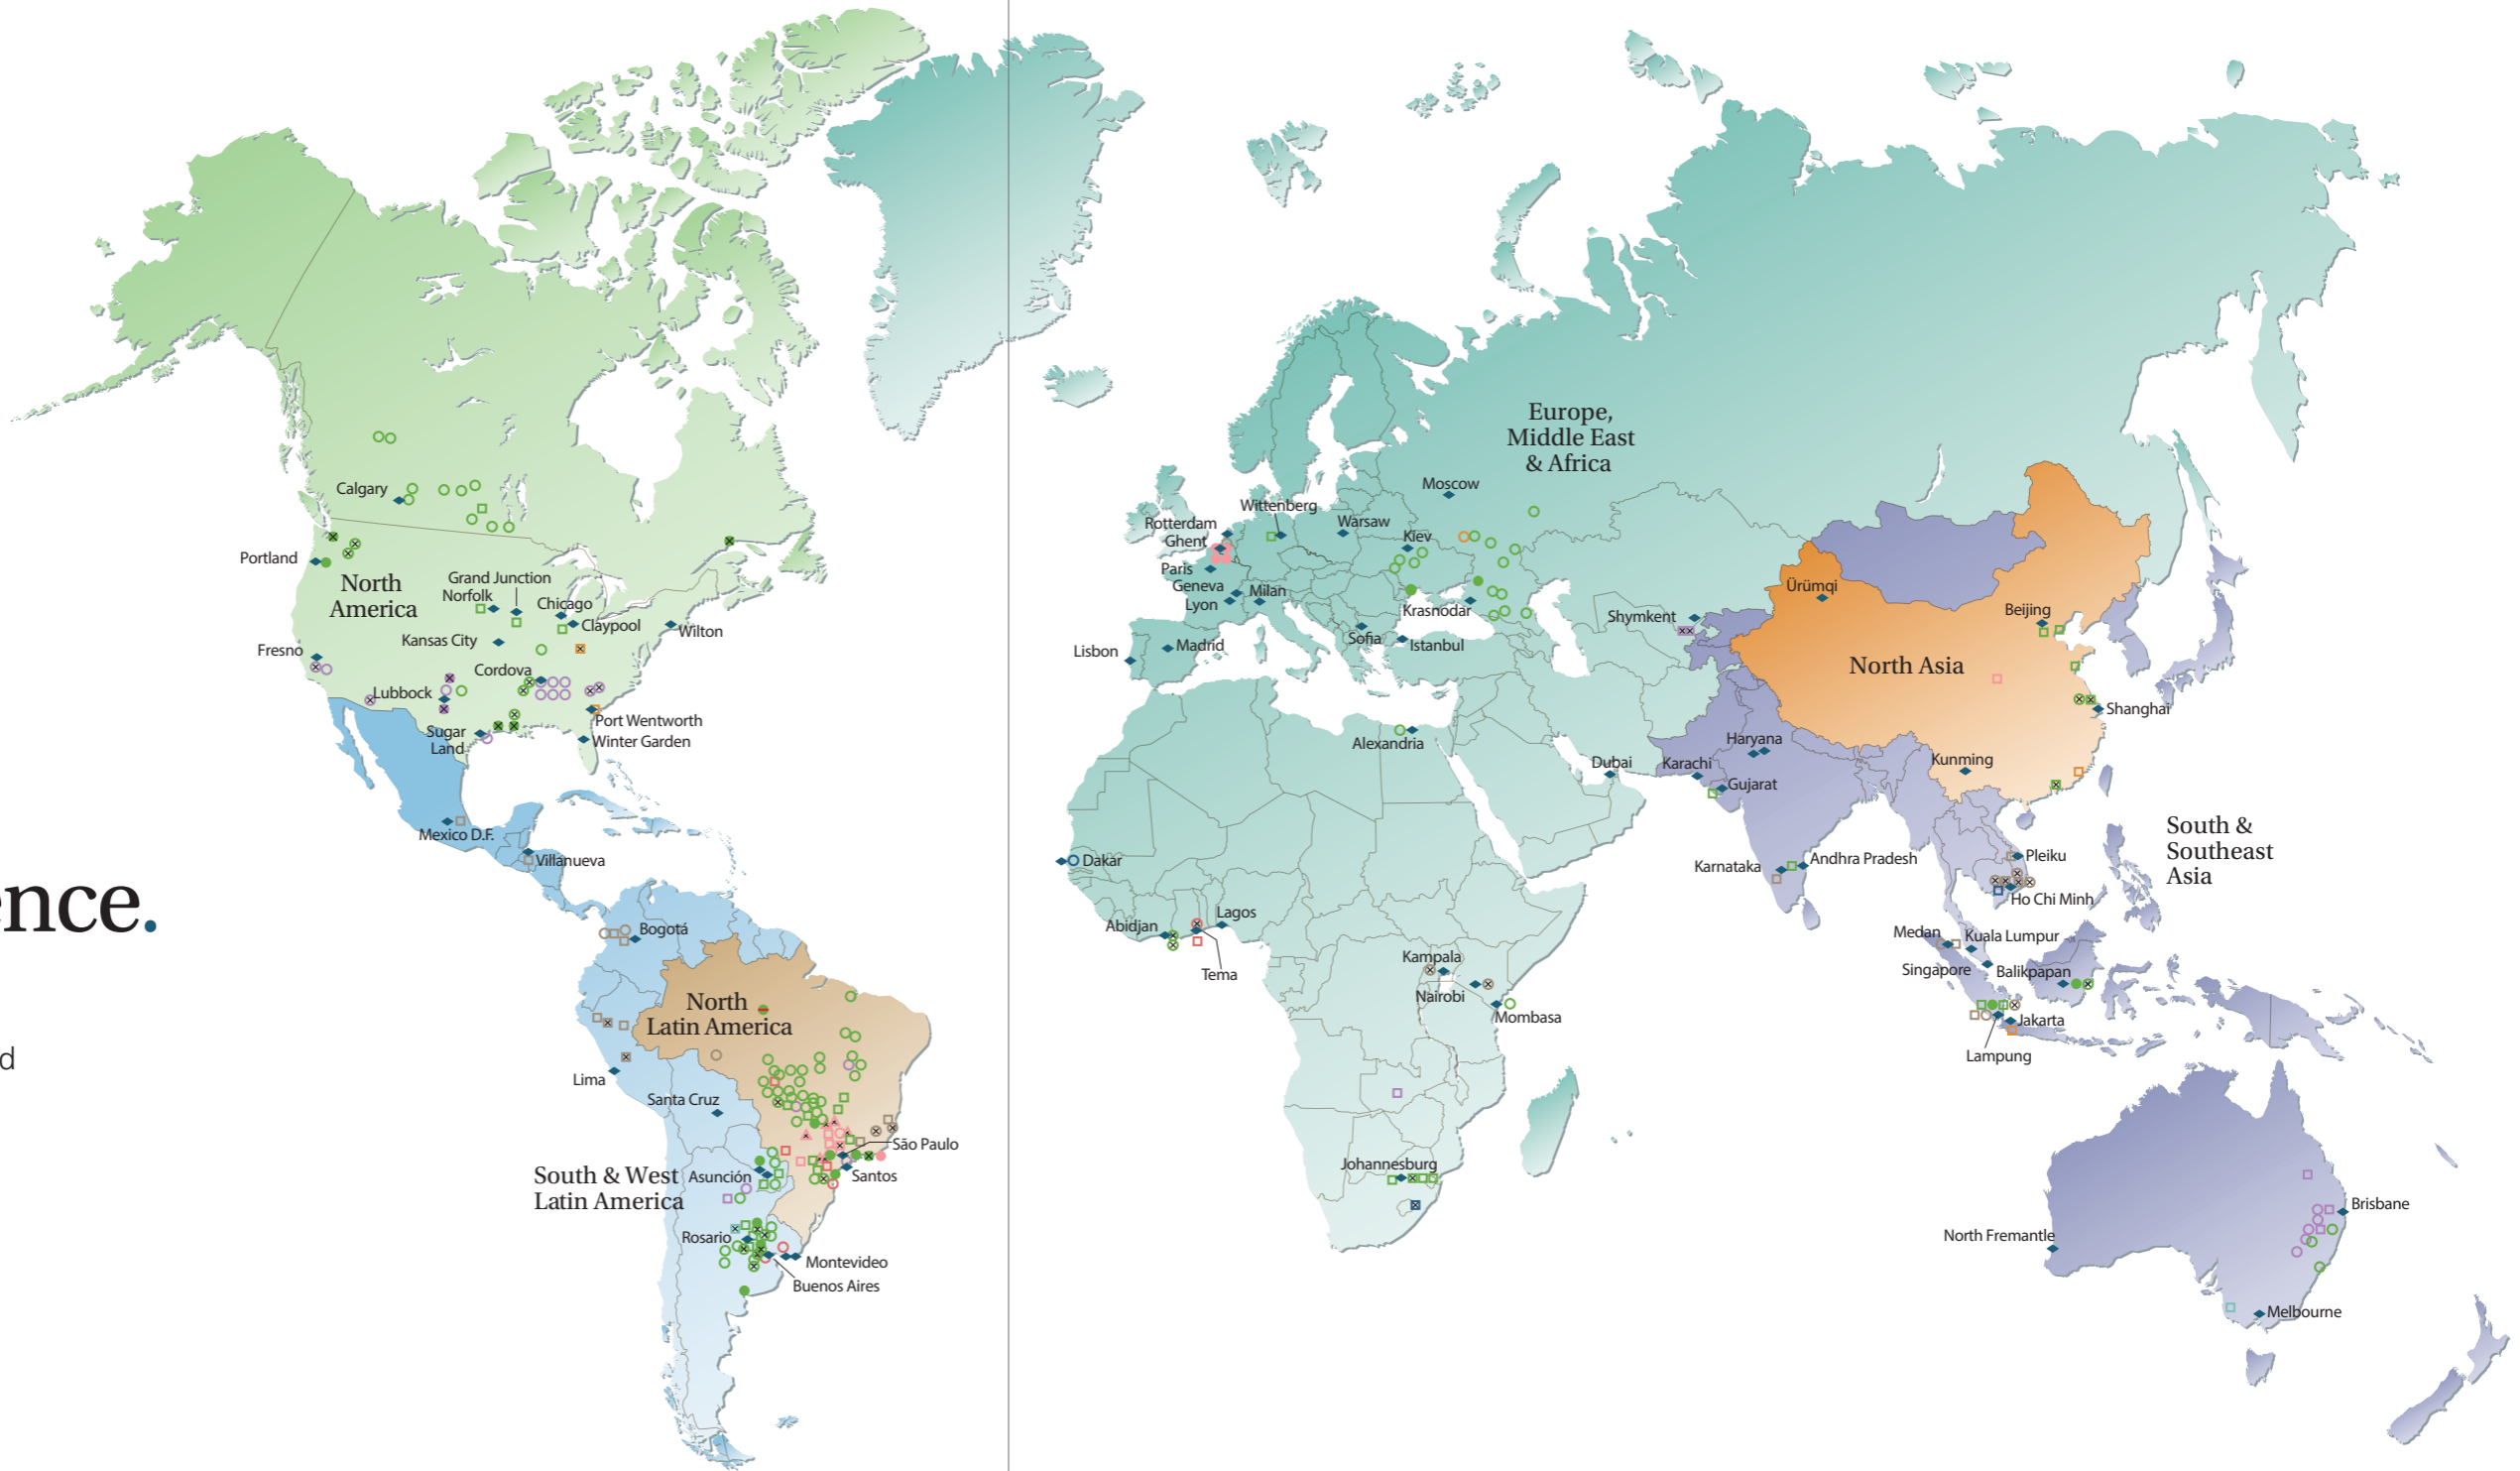 ence.
d
North
America
Calgary
Portland
Grand Junction
Norfolk
Chicago
Claypool
Kansas City
Wilton
Fresno
Cordova
Lubbock
Sugar
Land
Port Wentworth
Winter Garden
Mexico D.F.
Villanueva
Bogotá
North
Latin America
Lima
Santa Cruz
São Paulo
Santos
South & West
Latin America
Asunción
Rosario
Montevideo
Buenos Aires
Europe,
Middle East
& Africa
Moscow
Wittenberg
Rotterdam
Ghent
Warsaw
Kiev
Paris
Geneva
Lyon
Milan
Krasnodar
Sofia
Istanbul
Lisbon
Madrid
Alexandria
Dubai
Dakar
Abidjan
Lagos
Tema
Kampala
Nairobi
Mombasa
Johannesburg
Shymkent
Ürümqi
Beijing
North Asia
Shanghai
Kunming
Haryana
Karachi
Gujarat
Karnataka
Andhra Pradesh
South &
Southeast
Asia
Pleiku
Ho Chi Minh
Medan
Kuala Lumpur
Singapore
Balikpapan
Jakarta
Lampung
Brisbane
North Fremantle
Melbourne